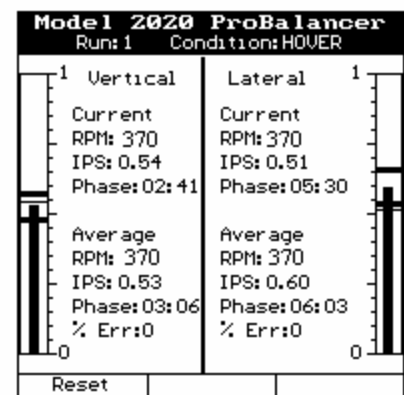 Model 2020 ProBalancer
Run:1 Condition:HOVER
1 Vertical
Current
RPM: 370
IPS: 0.54
Phase:02:41
Average
RPM: 370
IPS: 0.53
Phase:03:06
% Err:0
0
Lateral 1
Current
RPM: 370
IPS: 0.51
Phase:05:30
Average
RPM: 370
IPS: 0.60
Phase:06:03
% Err:0
0
Reset